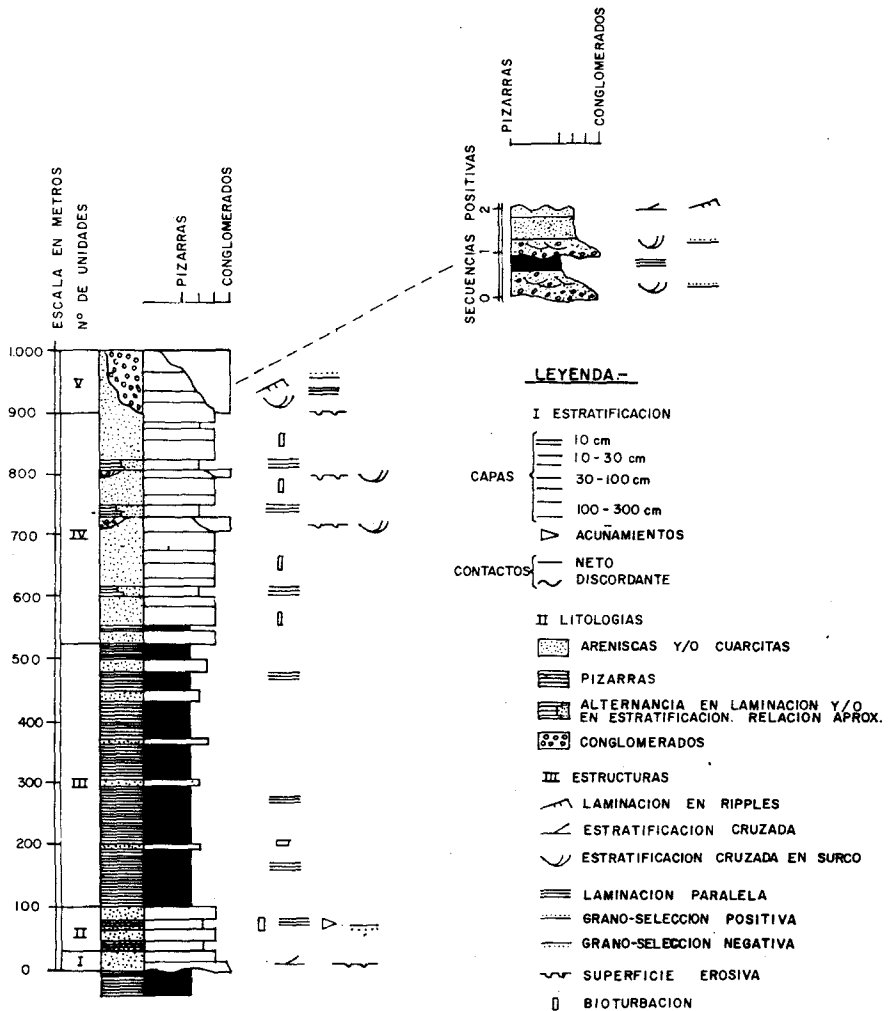 ESCALA EN METROS
Nº DE UNIDADES
PIZARRAS
CONGLOMERADOS
1.000
900
800
700
600
500
400
300
200
100
0
V
IV
III
II
I
PIZARRAS
CONGLOMERADOS
SECUENCIAS POSITIVAS
2
1
0
LEYENDA.-
I ESTRATIFICACION
CAPAS
10 cm
10-30 cm
30-100 cm
100-300 cm
ACUÑAMIENTOS
CONTACTOS
NETO
DISCORDANTE
II LITOLOGIAS
ARENISCAS Y/O CUARCITAS
PIZARRAS
ALTERNANCIA EN LAMINACION Y/O
EN ESTRATIFICACION. RELACION APROX.
CONGLOMERADOS
III ESTRUCTURAS
LAMINACION EN RIPPLES
ESTRATIFICACION CRUZADA
ESTRATIFICACION CRUZADA EN SURCO
LAMINACION PARALELA
GRANO-SELECCION POSITIVA
GRANO-SELECCION NEGATIVA
SUPERFICIE EROSIVA
BIOTURBACION